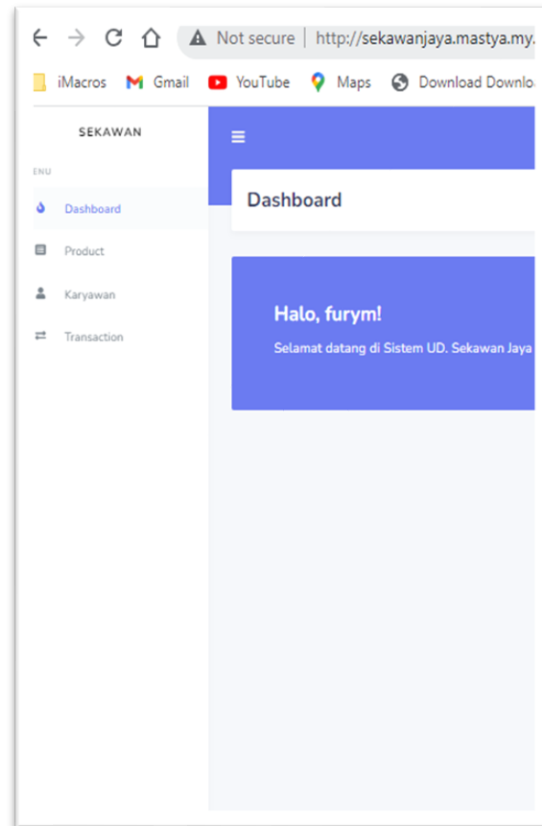 Not secure | http://sekawanjaya.mastya.my.
iMacros Gmail YouTube Maps Download Downlo
SEKAWAN
ENU
Dashboard
Product
Karyawan
Transaction
Dashboard
Halo, furym!
Selamat datang di Sistem UD. Sekawan Jaya